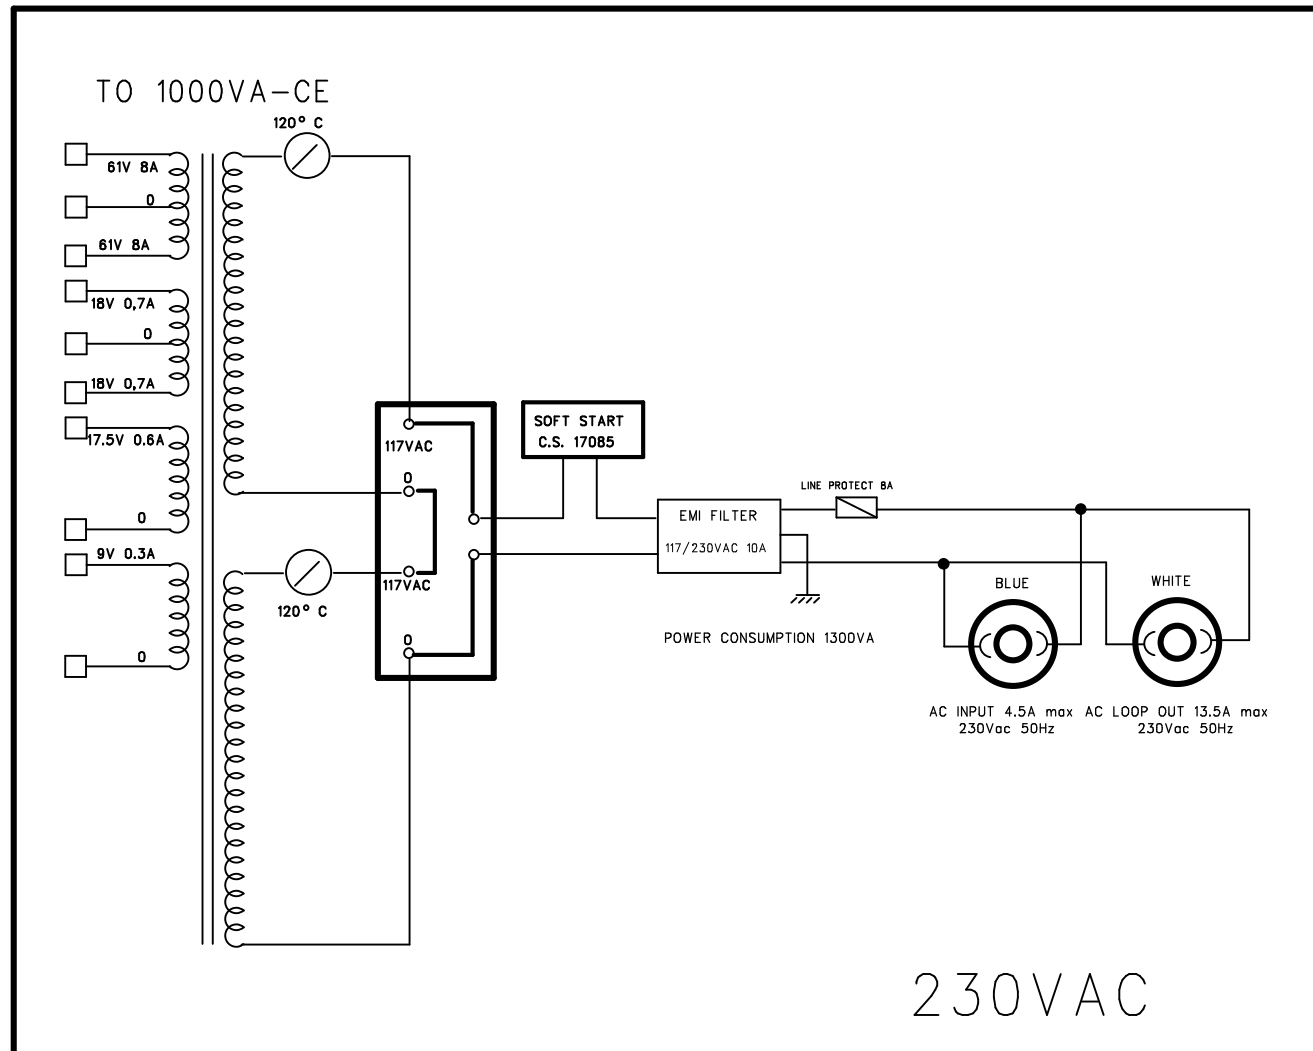 TO 1000VA-CE
120° C
61V 8A
0
61V 8A
18V 0,7A
0
18V 0,7A
17.5V 0.6A
0
9V 0.3A
0
117VAC
0
117VAC
0
120° C
SOFT START
C.S. 17085
LINE PROTECT 8A
EMI FILTER
117/230VAC 10A
POWER CONSUMPTION 1300VA
BLUE
WHITE
AC INPUT 4.5A max
230Vac 50Hz
AC LOOP OUT 13.5A max
230Vac 50Hz
230VAC